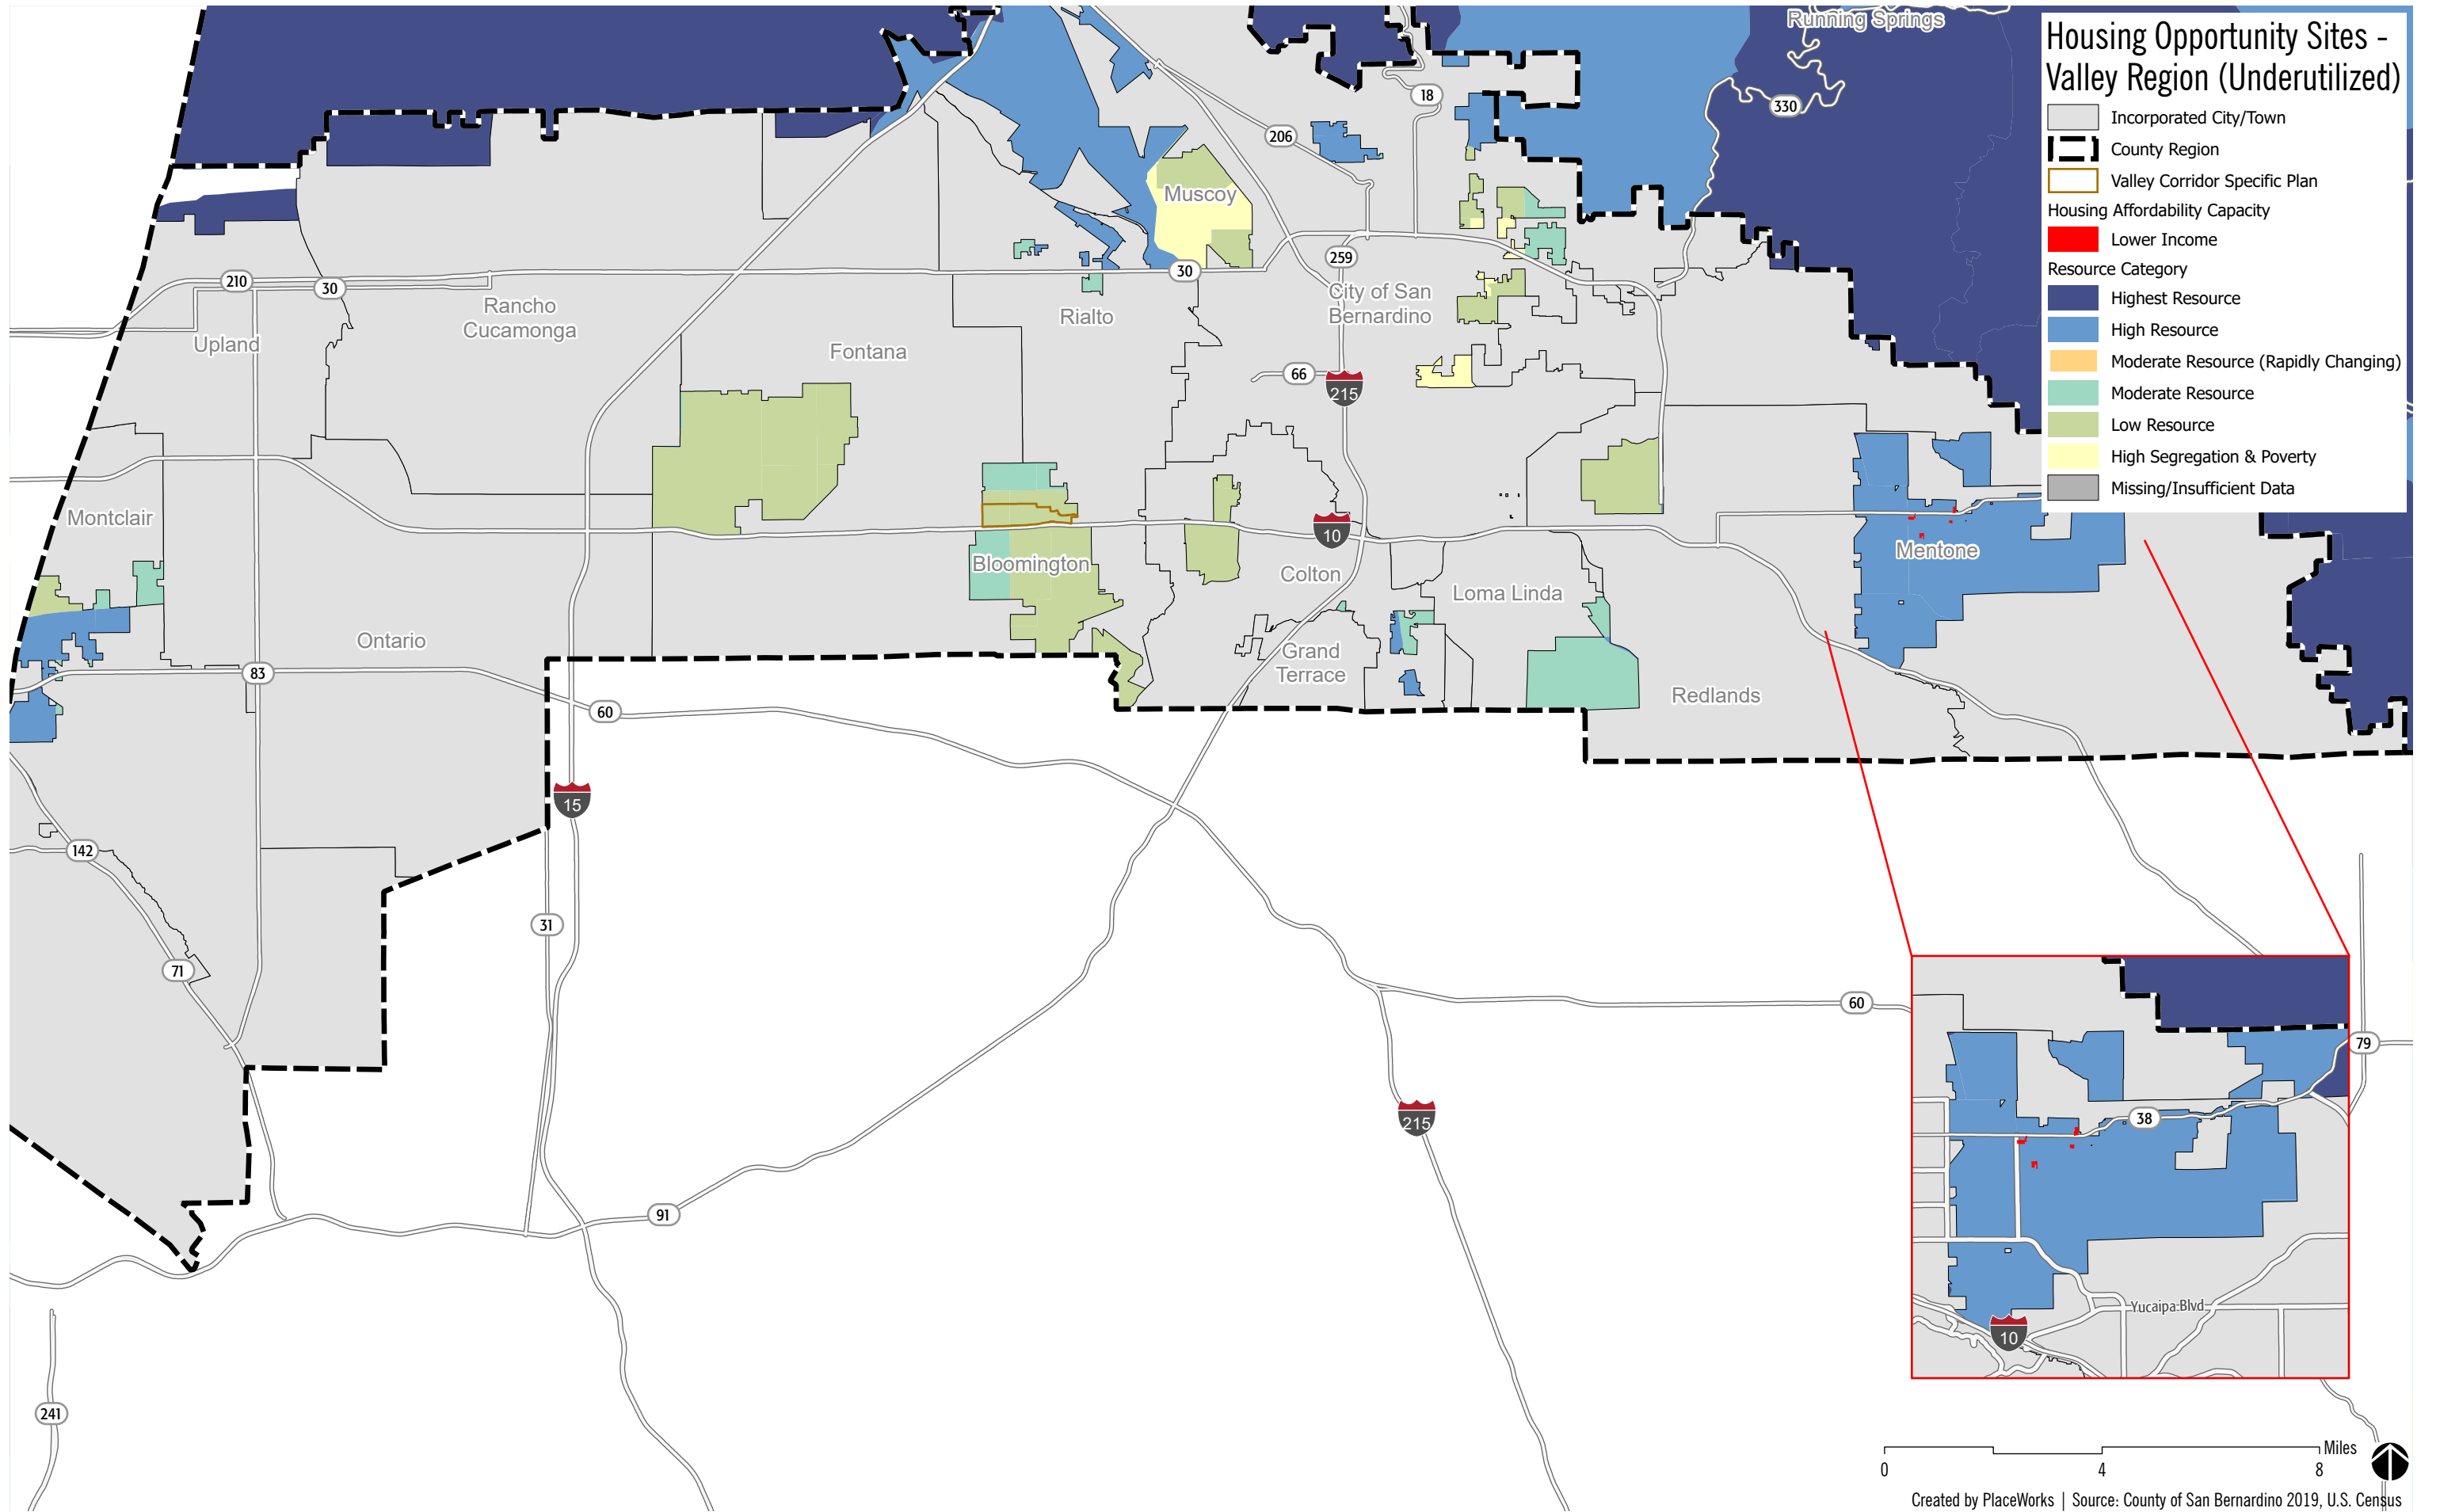 Running Springs
Housing Opportunity Sites -
Valley Region (Underutilized)
Incorporated City/Town
County Region
Valley Corridor Specific Plan
Housing Affordability Capacity
Lower Income
Resource Category
Highest Resource
High Resource
Moderate Resource (Rapidly Changing)
Moderate Resource
Low Resource
High Segregation & Poverty
Missing/Insufficient Data
18
330
206
Muscoy
259
30
210
30
City of San
Bernardino
Rancho
Cucamonga
Rialto
Upland
Fontana
66
215
Montclair
10
Mentone
Bloomington
Colton
Loma Linda
Ontario
Grand
Terrace
83
Redlands
60
15
142
31
71
60
79
215
38
91
Yucaipa Blvd
10
241
Miles
0
4
8
Created by PlaceWorks | Source: County of San Bernardino 2019, U.S. Census